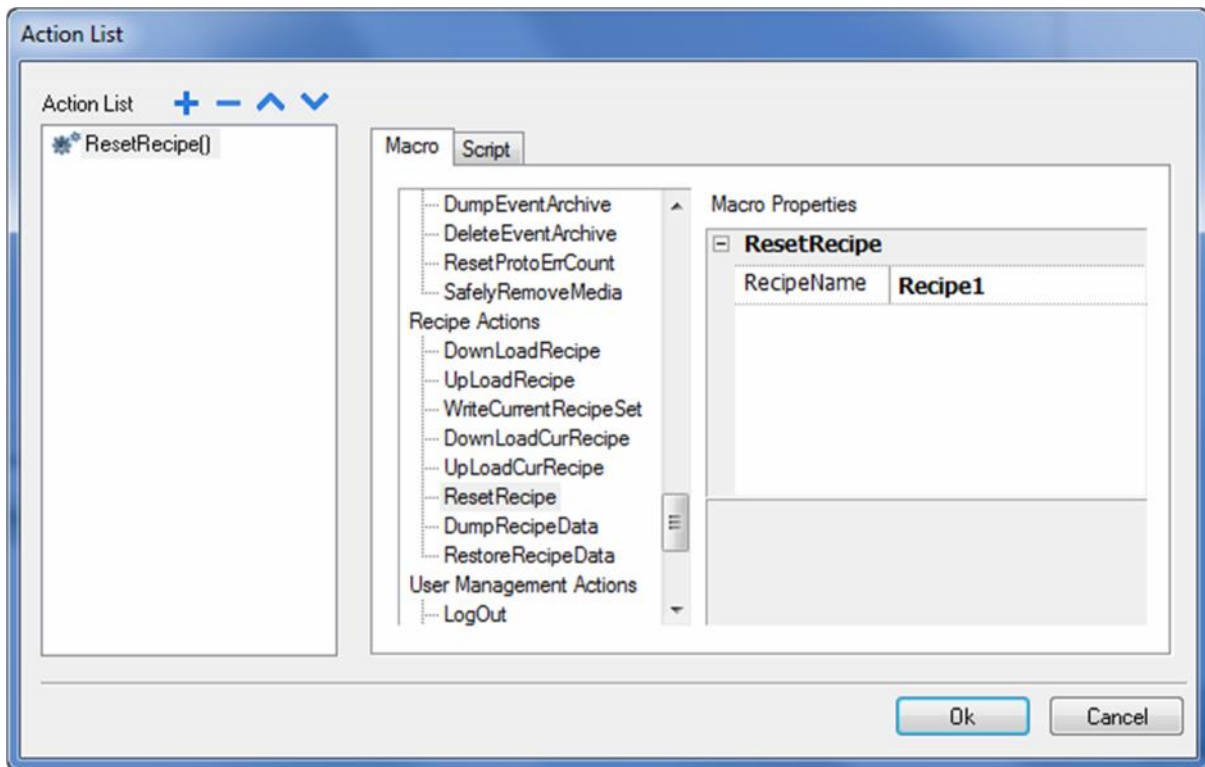 Action List
Action List
ResetRecipe()
Macro
Script
DumpEventArchive
DeleteEventArchive
ResetProtoErrCount
SafelyRemoveMedia
Recipe Actions
DownLoadRecipe
UpLoadRecipe
WriteCurrentRecipeSet
DownLoadCurRecipe
UpLoadCurRecipe
ResetRecipe
DumpRecipeData
RestoreRecipeData
User Management Actions
LogOut
Macro Properties
ResetRecipe
RecipeName Recipe1
Ok
Cancel